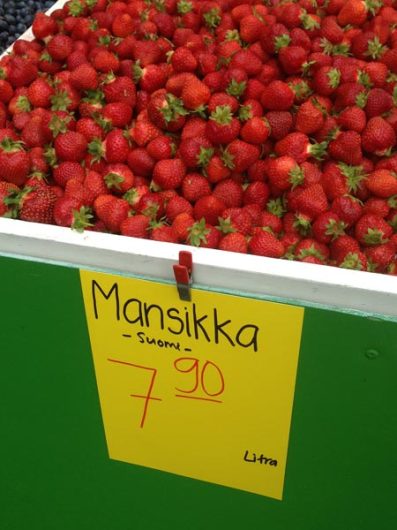 Mansikka
- Suomi -
7 90
Litra